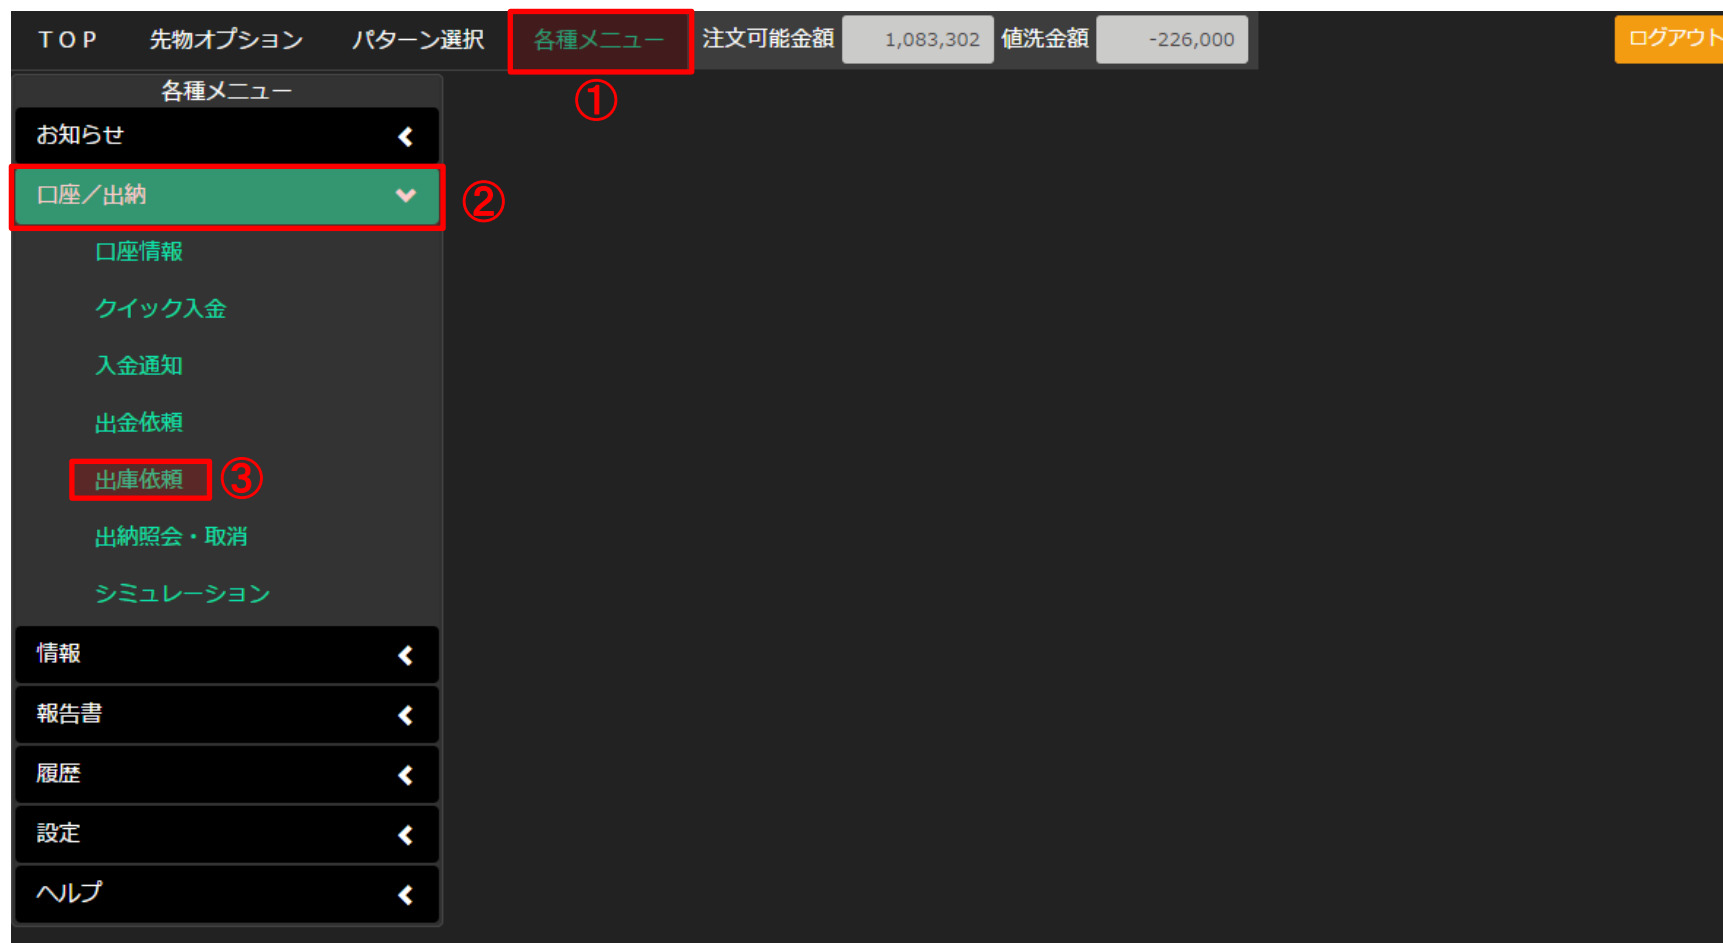 ＴＯＰ 先物オプション パターン選択 各種メニュー 注文可能金額 1,083,302 値洗金額 -226,000 ログアウト
①
各種メニュー
お知らせ
口座／出納 ②
口座情報
クイック入金
入金通知
出金依頼
出庫依頼 ③
出納照会・取消
シミュレーション
情報
報告書
履歴
設定
ヘルプ